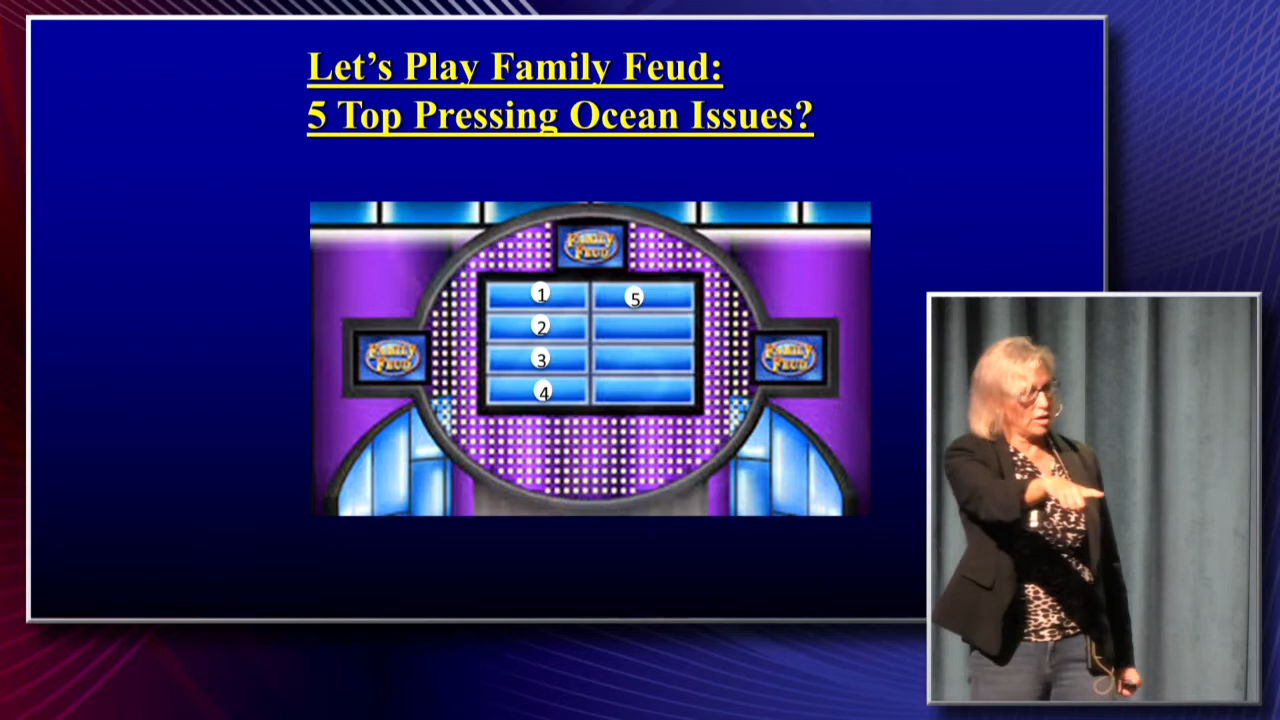 Let's Play Family Feud:
5 Top Pressing Ocean Issues?
FAMILY
FEUD
1
5
2
3
4
FAMILY
FEUD
FAMILY
FEUD